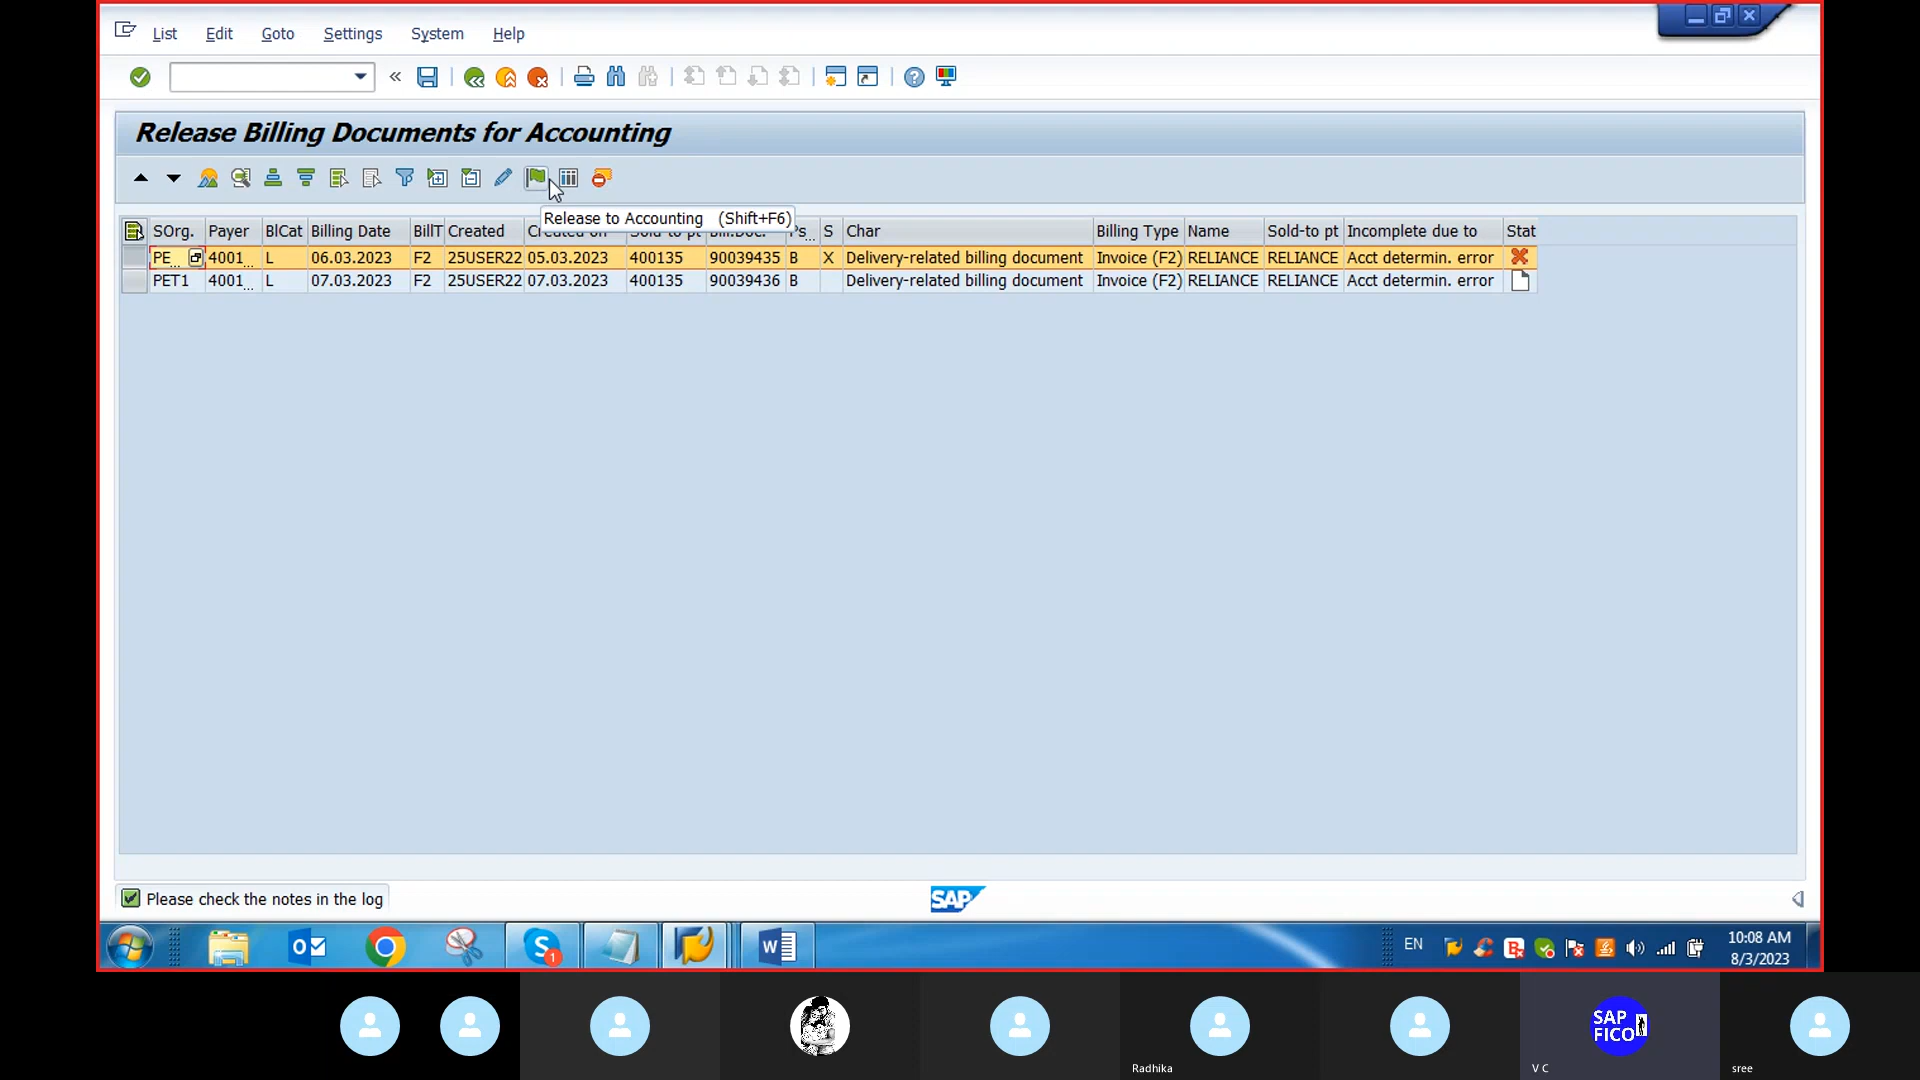 List Edit Goto Settings System Help
Release Billing Documents for Accounting
Release to Accounting (Shift+F6)
SOrg. Payer BlCat Billing Date BillT Created S Char Billing Type Name Sold-to pt Incomplete due to Stat
PE... 4001... L 06.03.2023 F2 25USER22 05.03.2023 400135 90039435 B X Delivery-related billing document Invoice (F2) RELIANCE RELIANCE Acct determin. error
PET1 4001... L 07.03.2023 F2 25USER22 07.03.2023 400135 90039436 B Delivery-related billing document Invoice (F2) RELIANCE RELIANCE Acct determin. error
Please check the notes in the log
SAP
EN
10:08 AM
8/3/2023
SAP
FICO
Radhika
V C
sree